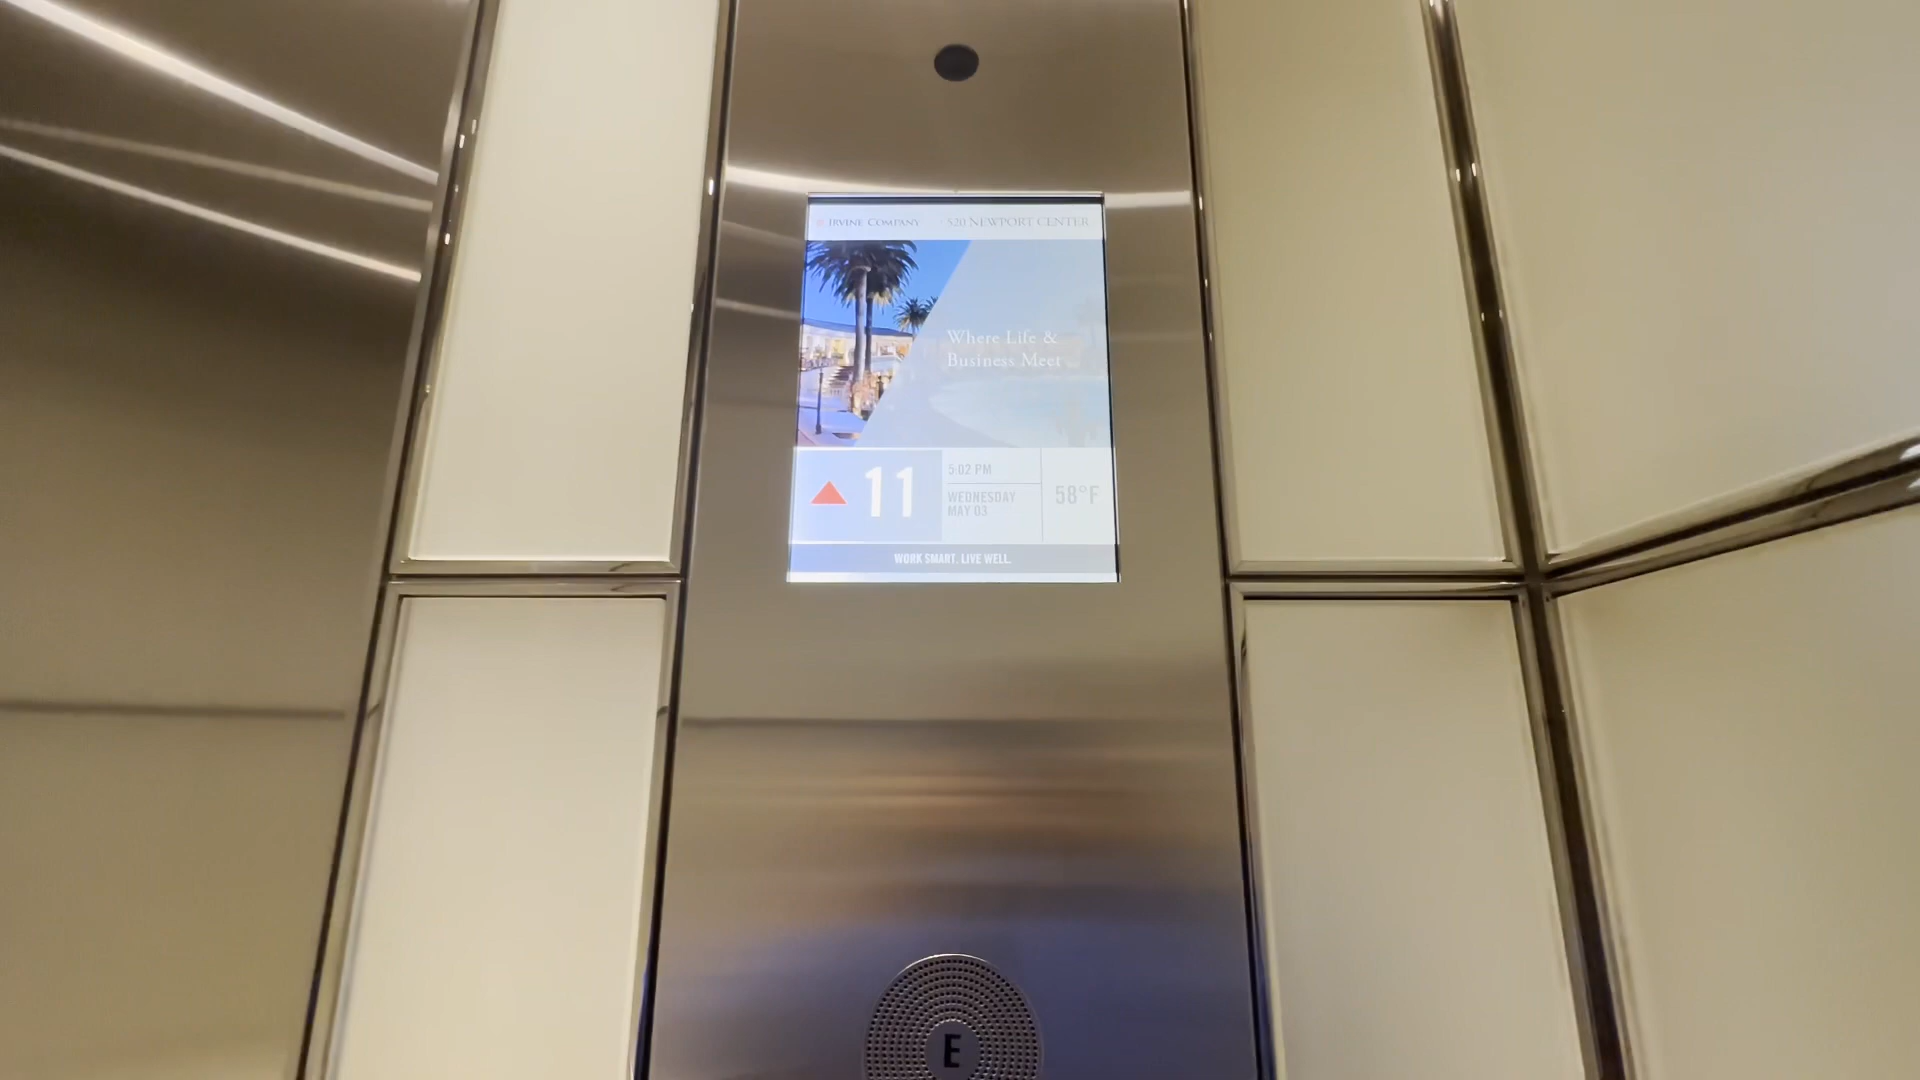 IRVINE COMPANY
520 NEWPORT CENTER
Where Life &
Business Meet
11
5:02 PM
WEDNESDAY
MAY 03
58°F
WORK SMART. LIVE WELL.
E